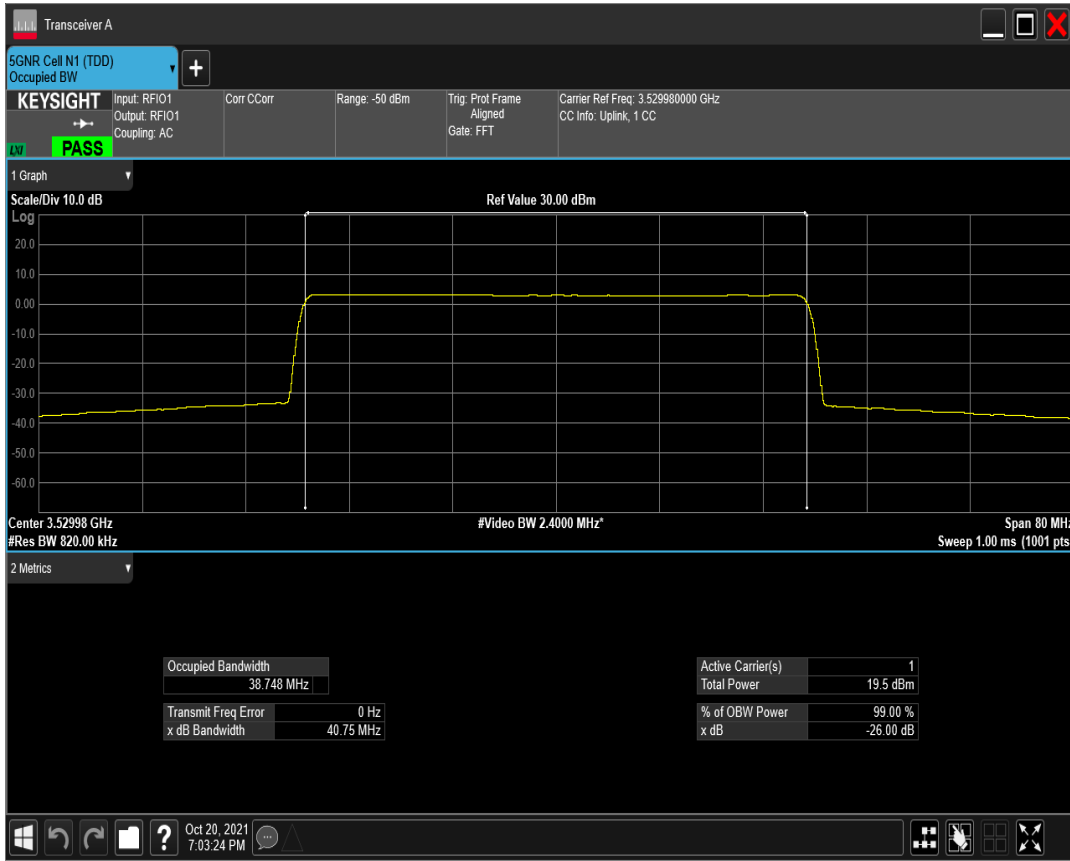 Transceiver A
5GNR Cell N1 (TDD)
Occupied BW
+
KEYSIGHT
LXI
PASS
Input: RFIO1
Output: RFIO1
Coupling: AC
Corr CCorr
Range: -50 dBm
Trig: Prot Frame
Aligned
Gate: FFT
Carrier Ref Freq: 3.529980000 GHz
CC Info: Uplink, 1 CC
1 Graph
Scale/Div 10.0 dB
Ref Value 30.00 dBm
Log
20.0
10.0
0.00
-10.0
-20.0
-30.0
-40.0
-50.0
-60.0
Center 3.52998 GHz
#Video BW 2.4000 MHz*
Span 80 MHz
#Res BW 820.00 kHz
Sweep 1.00 ms (1001 pts
2 Metrics
Occupied Bandwidth
38.748 MHz
Transmit Freq Error 0 Hz
x dB Bandwidth 40.75 MHz
Active Carrier(s) 1
Total Power 19.5 dBm
% of OBW Power 99.00 %
x dB -26.00 dB
?
Oct 20, 2021
7:03:24 PM